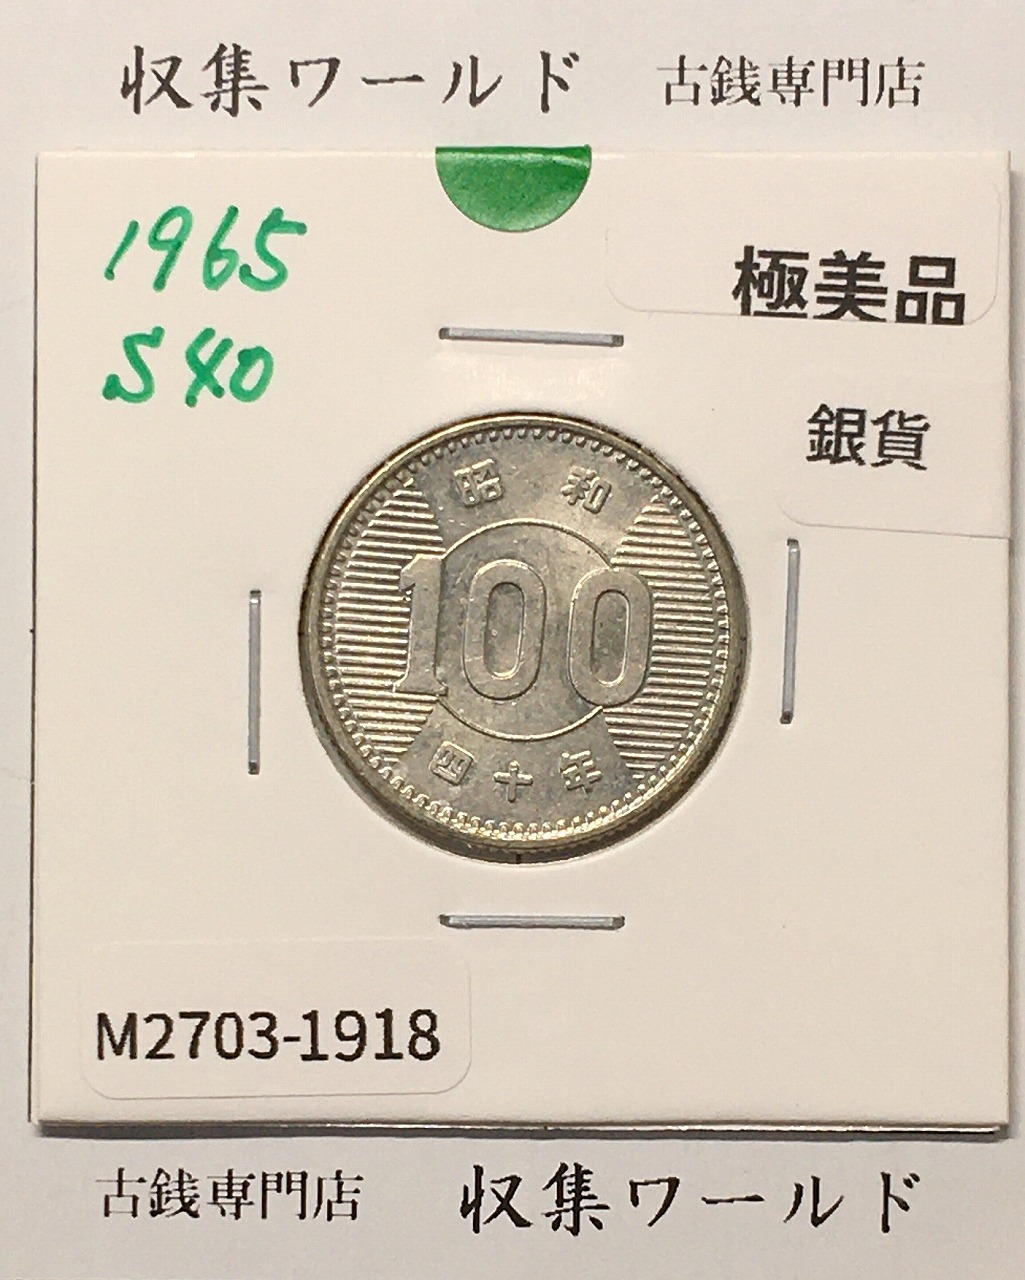 収集ワールド 古銭専門店
1965
S40
極美品
銀貨
昭和
100
四十年
M2703-1918
古銭専門店 収集ワールド